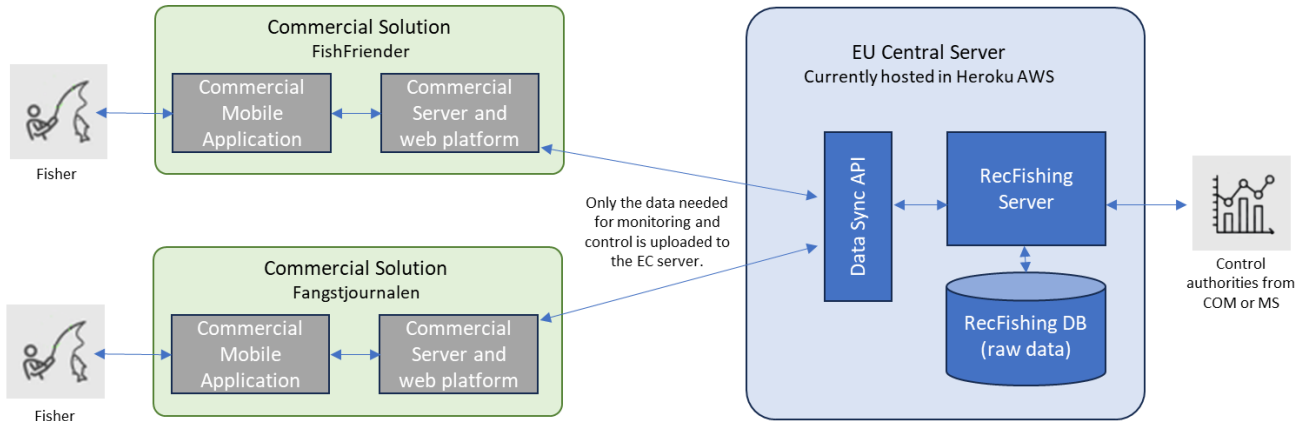 Commercial Solution
FishFriender
Commercial
Mobile
Application
Commercial
Server and
web platform
Fisher
Commercial Solution
Fangstjournalen
Commercial
Mobile
Application
Commercial
Server and
web platform
Fisher
Only the data needed
for monitoring and
control is uploaded to
the EC server.
EU Central Server
Currently hosted in Heroku AWS
Data Sync API
RecFishing
Server
RecFishing DB
(raw data)
Control
authorities from
COM or MS